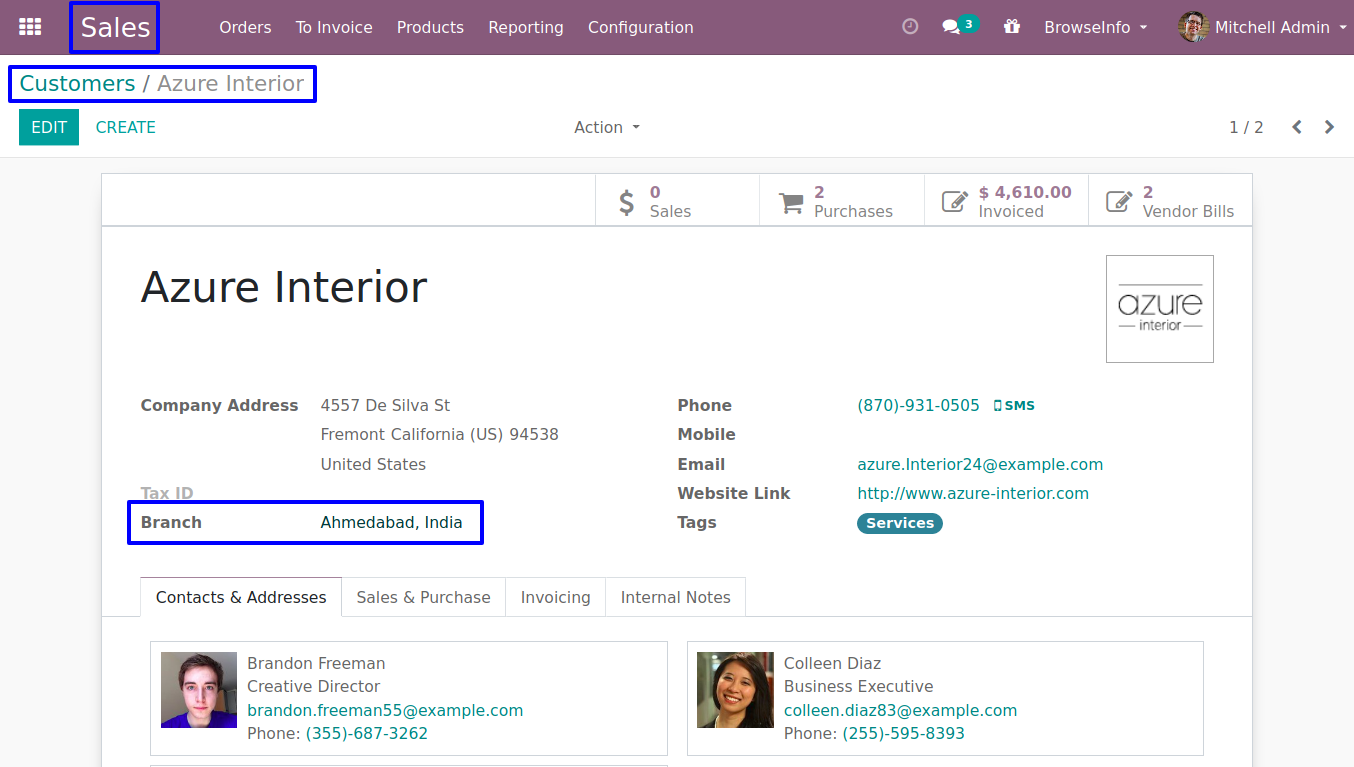 Sales Orders To Invoice Products Reporting Configuration 3 BrowseInfo Mitchell Admin
Customers / Azure Interior
EDIT CREATE Action 1 / 2
$ 0 2 $ 4,610.00 2
Sales Purchases Invoiced Vendor Bills
Azure Interior
azure
interior
Company Address 4557 De Silva St Phone (870)-931-0505 SMS
Fremont California (US) 94538 Mobile
United States Email azure.Interior24@example.com
Tax ID Website Link http://www.azure-interior.com
Branch Ahmedabad, India Tags Services
Contacts & Addresses Sales & Purchase Invoicing Internal Notes
Brandon Freeman
Creative Director
brandon.freeman55@example.com
Phone: (355)-687-3262
Colleen Diaz
Business Executive
colleen.diaz83@example.com
Phone: (255)-595-8393